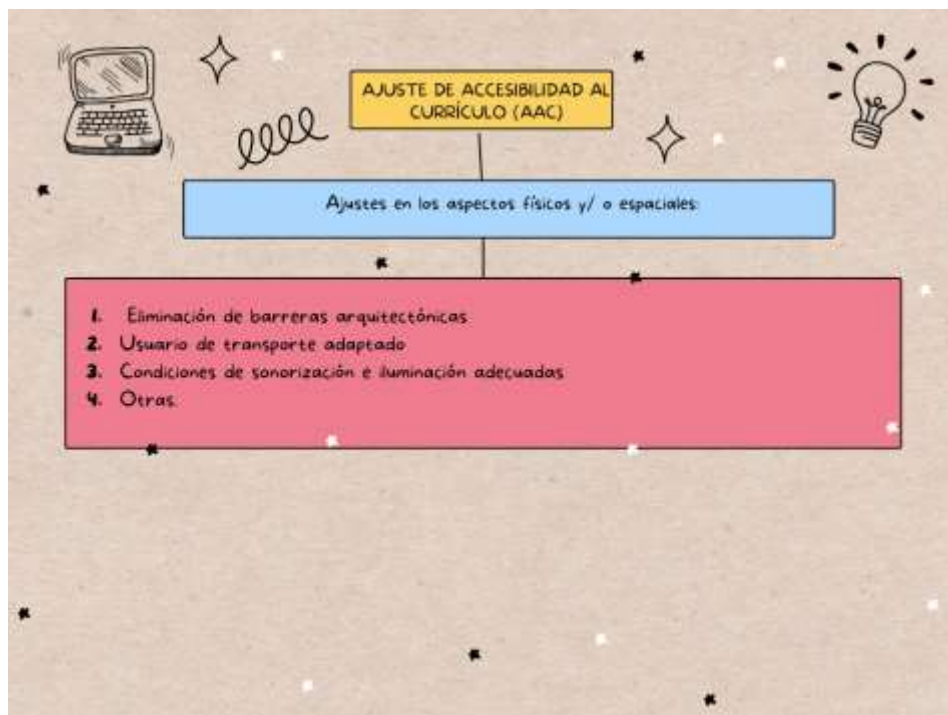 AJUSTE DE ACCESIBILIDAD AL
CURRÍCULO (AAC)
Ajustes en los aspectos físicos y/ o espaciales:
1. Eliminación de barreras arquitectónicas
2. Usuario de transporte adaptado
3. Condiciones de sonorización e iluminación adecuadas
4. Otras.